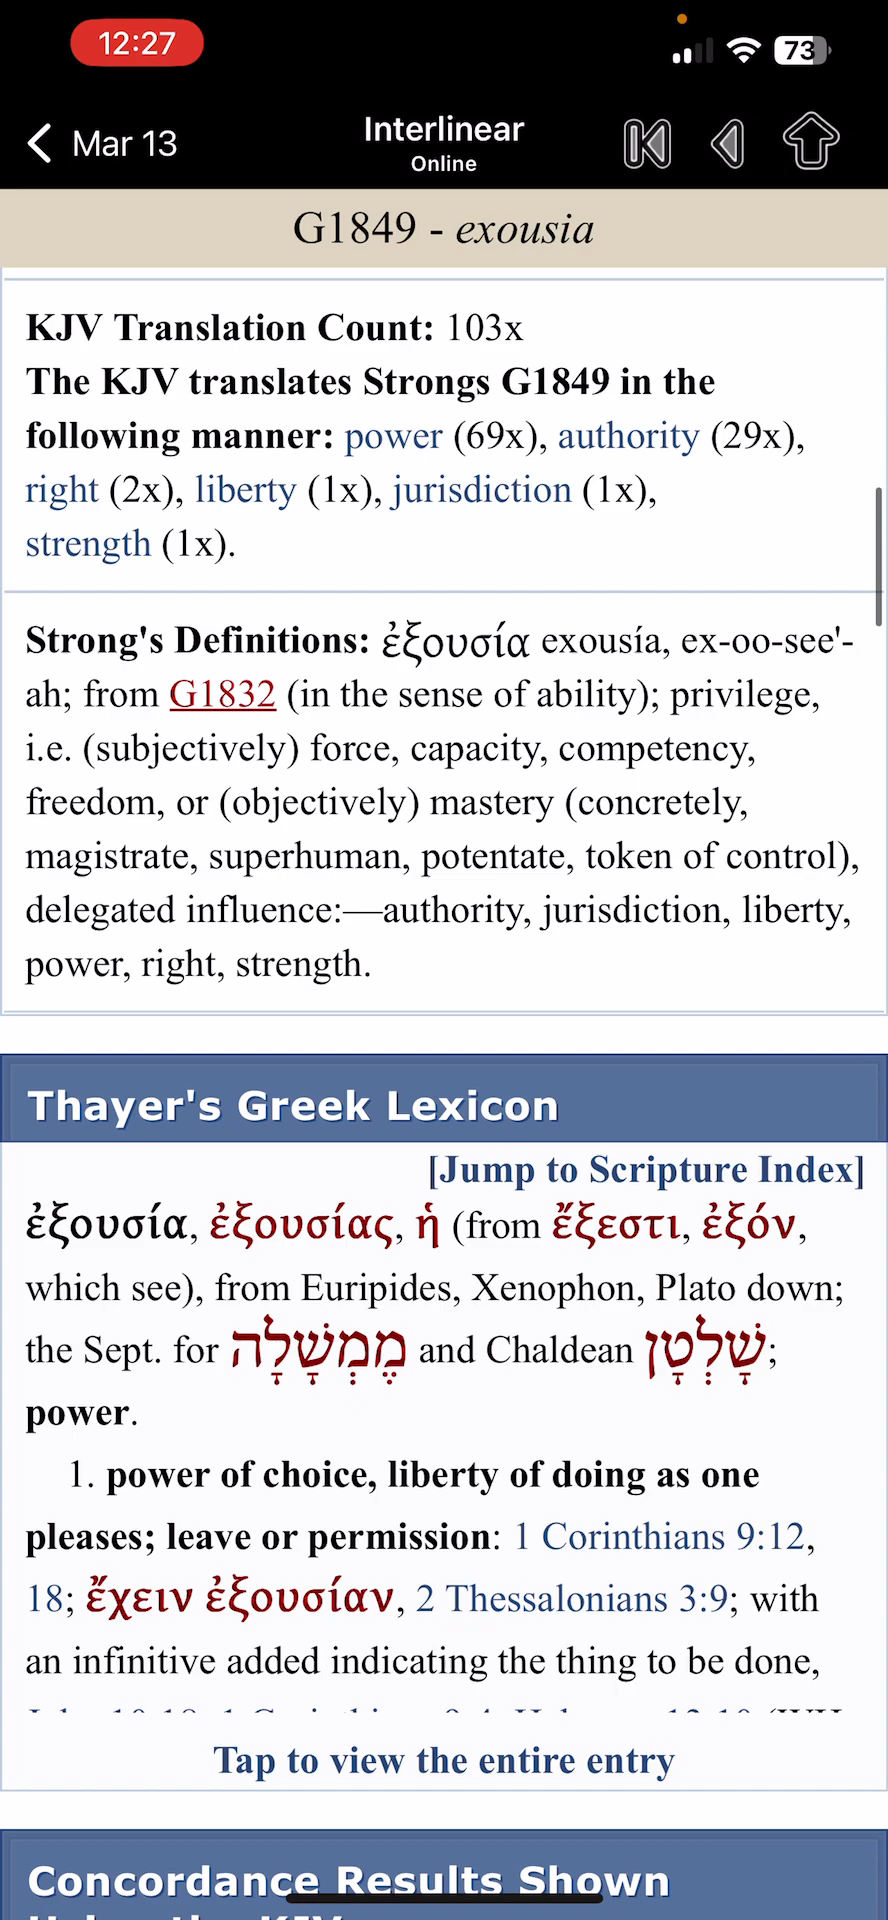 12:27
73
Mar 13
Interlinear
Online
G1849 - exousia
KJV Translation Count: 103x
The KJV translates Strongs G1849 in the
following manner: power (69x), authority (29x),
right (2x), liberty (1x), jurisdiction (1x),
strength (1x).
Strong's Definitions: ἐξουσία exousía, ex-oo-see'-
ah; from G1832 (in the sense of ability); privilege,
i.e. (subjectively) force, capacity, competency,
freedom, or (objectively) mastery (concretely,
magistrate, superhuman, potentate, token of control),
delegated influence:—authority, jurisdiction, liberty,
power, right, strength.
Thayer's Greek Lexicon
[Jump to Scripture Index]
ἐξουσία, ἐξουσίας, ἡ (from ἔξεστι, ἐξόν,
which see), from Euripides, Xenophon, Plato down;
the Sept. for מֶמְשָׁלָה and Chaldean שָׁלְטָן;
power.
1. power of choice, liberty of doing as one
pleases; leave or permission: 1 Corinthians 9:12,
18; ἔχειν ἐξουσίαν, 2 Thessalonians 3:9; with
an infinitive added indicating the thing to be done,
Tap to view the entire entry
Concordance Results Shown